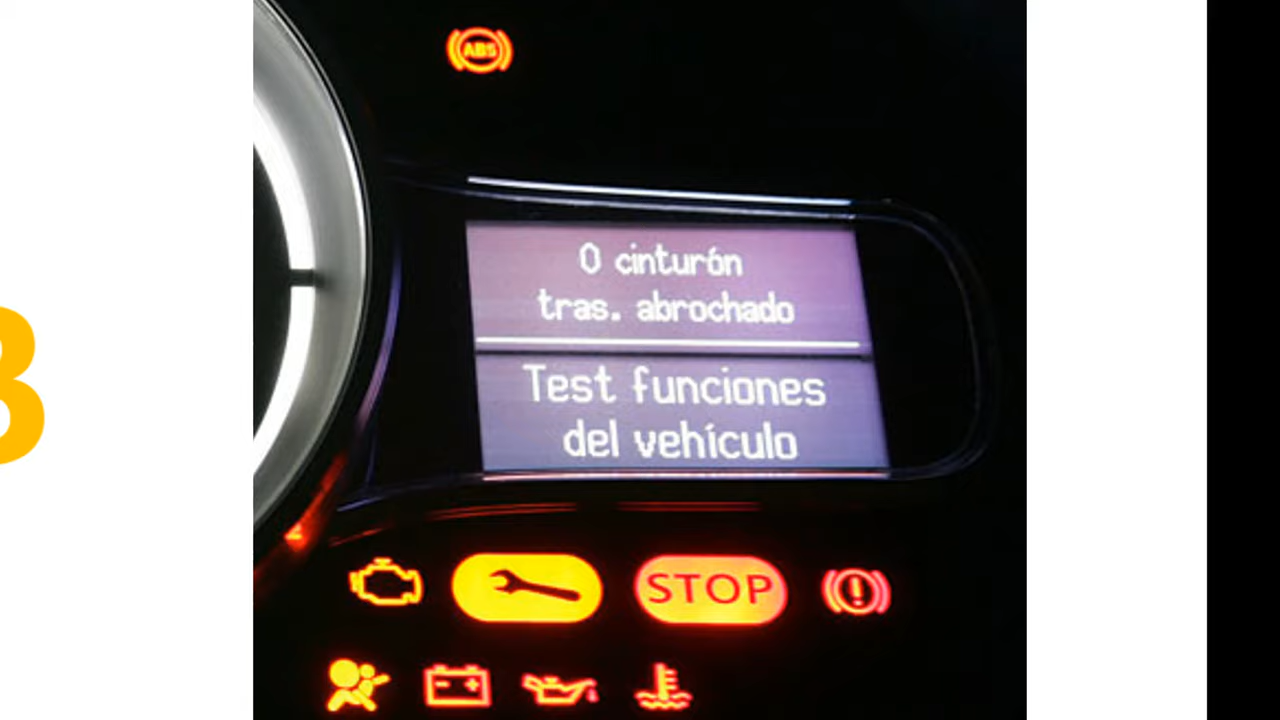 ABS
0 cinturón
tras. abrochado
Test funciones
del vehículo
STOP